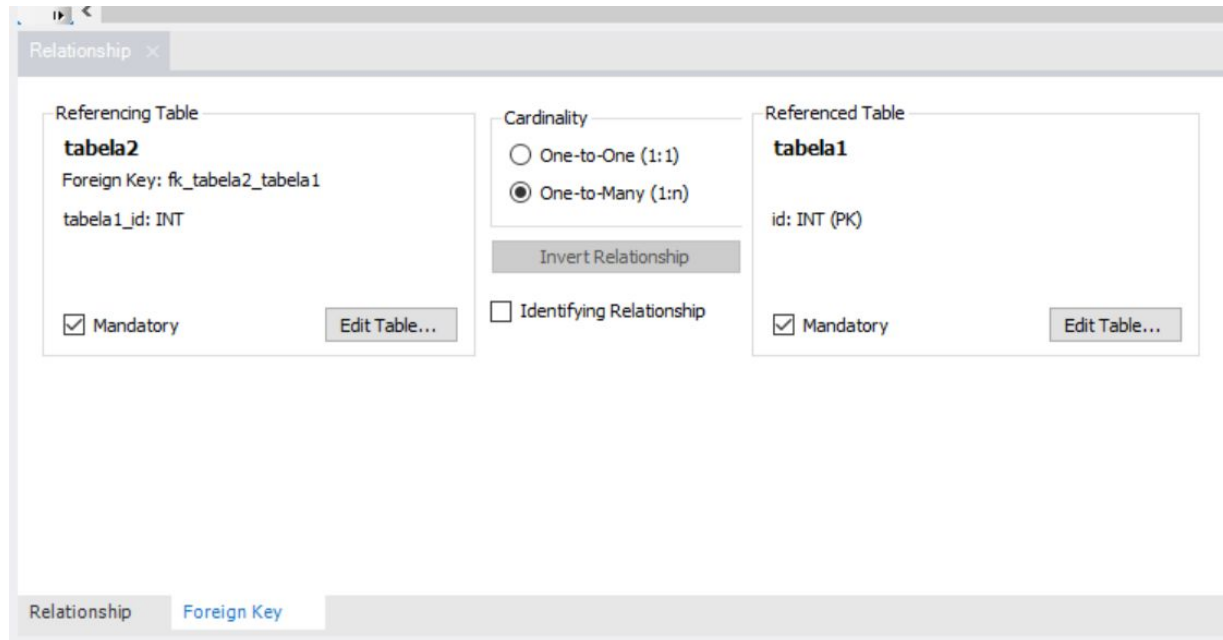 Relationship
Referencing Table
tabela2
Foreign Key: fk_tabela2_tabela1
tabela1_id: INT
Mandatory
Edit Table...
Cardinality
One-to-One (1:1)
One-to-Many (1:n)
Invert Relationship
Identifying Relationship
Referenced Table
tabela1
id: INT (PK)
Mandatory
Edit Table...
Relationship
Foreign Key